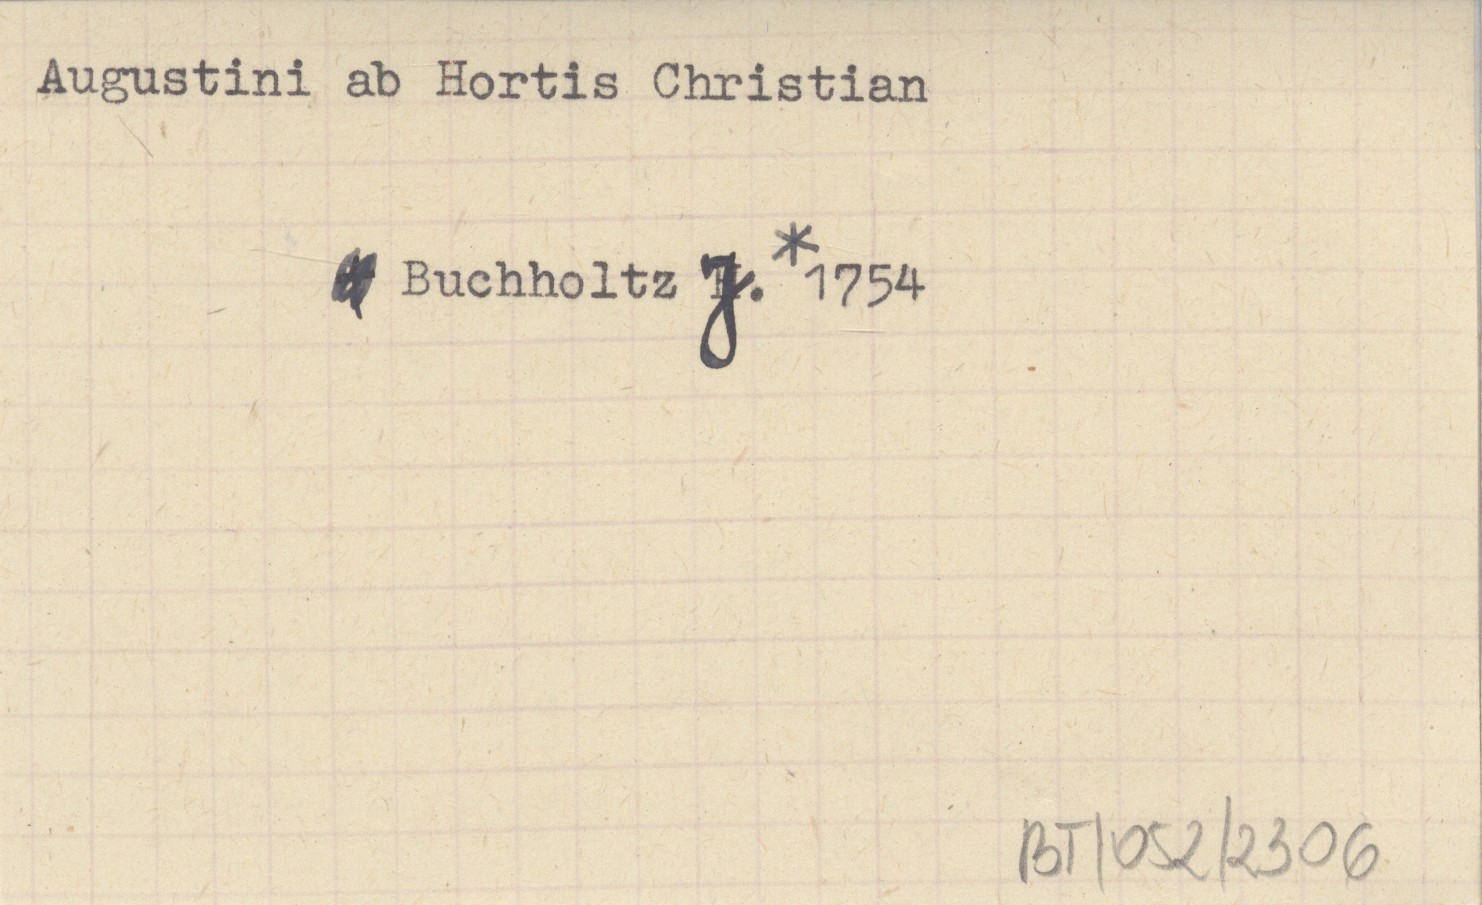 Augustini ab Hortis Christian
Buchholtz J. *1754
BT/052/2306